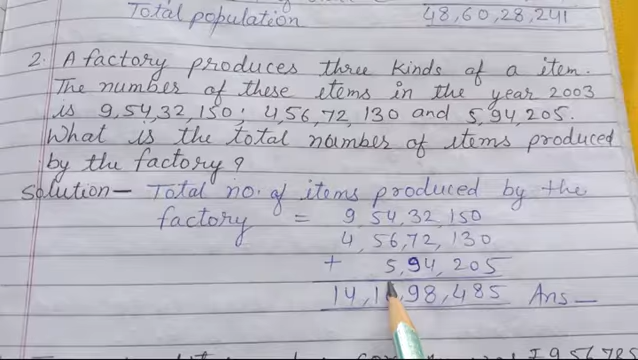 Total population 48,60,28,241
2. A factory produces three kinds of a item.
The number of these items in the year 2003
is 9,54,32,150, 4,56,72,130 and 5,94,205.
What is the total number of items produced
by the factory?
Solution— Total no. of items produced by the
factory = 9 54,32,150
4,56,72,130
+ 5,94,205
14,1 ,98,485 Ans—